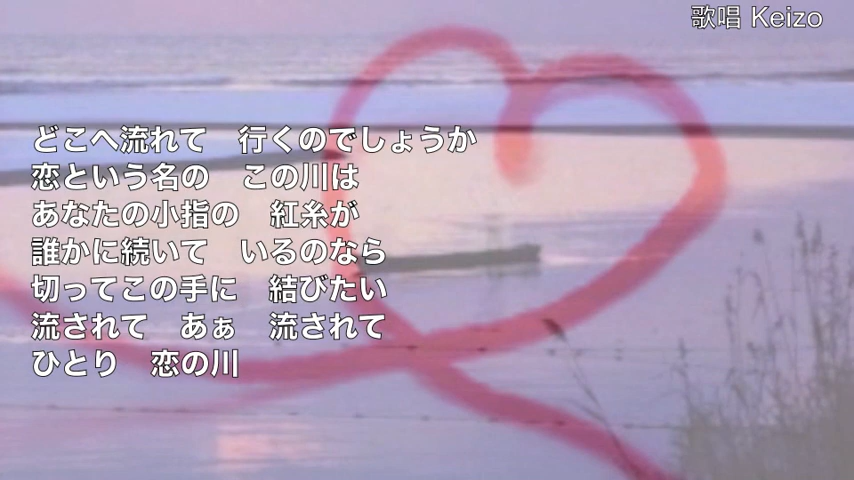 歌唱 Keizo
どこへ流れて　行くのでしょうか
恋という名の　この川は
あなたの小指の　紅糸が
誰かに続いて　いるのなら
切ってこの手に　結びたい
流されて　あぁ　流されて
ひとり　恋の川